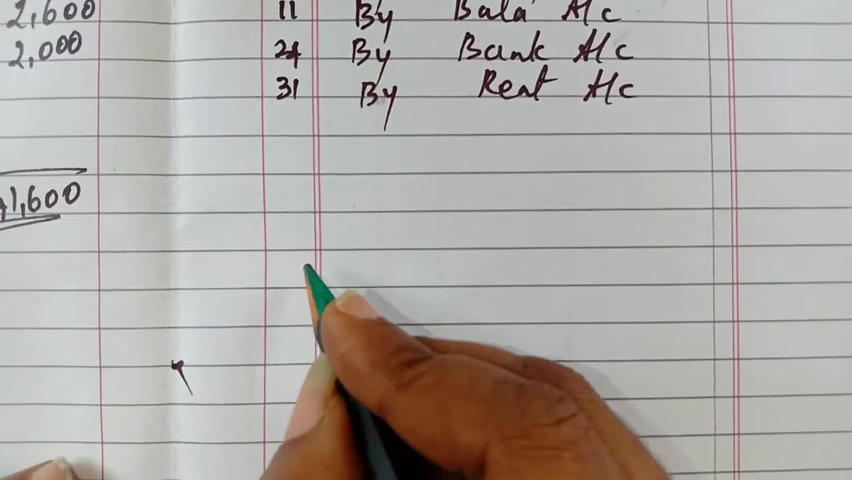 2,600 11 By Bala A/c
2,000 24 By Bank A/c
31 By Rent A/c
1,600